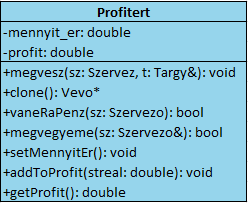 Profitert
-mennyit_er: double
-profit: double
+megvesz(sz: Szervez, t: Targy&): void
+clone(): Vevo*
+vaneRaPenz(sz: Szervezo): bool
+megvegyeme(sz: Szervezo&): bool
+setMennyitEr(): void
+addToProfit(streal: double): void
+getProfit(): double